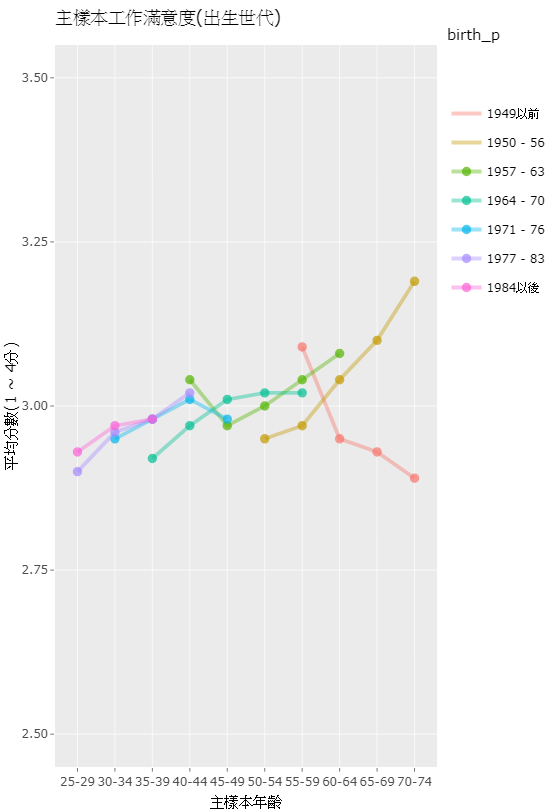 主樣本工作滿意度(出生世代)
birth_p
1949以前
1950 - 56
1957 - 63
1964 - 70
1971 - 76
1977 - 83
1984以後
3.50
3.25
3.00
2.75
2.50
平均分數(1 ~ 4分)
25-29 30-34 35-39 40-44 45-49 50-54 55-59 60-64 65-69 70-74
主樣本年齡